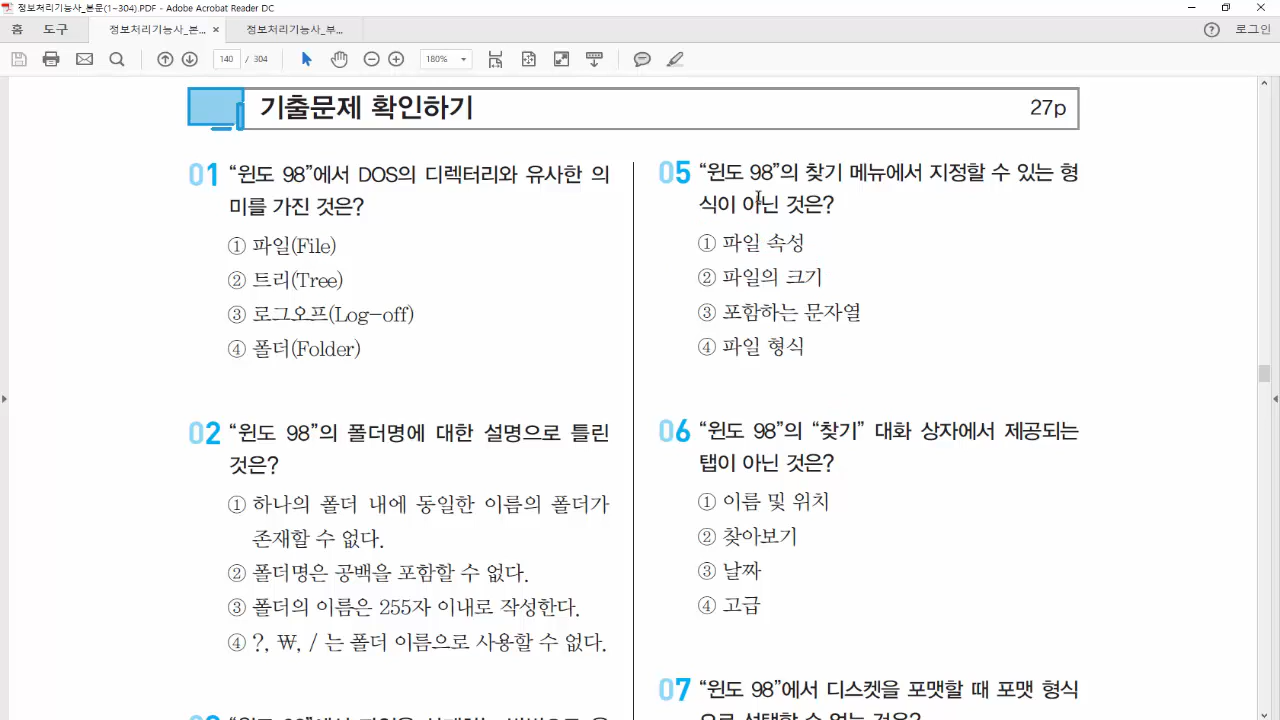 정보처리기능사_본문(1~304).PDF - Adobe Acrobat Reader DC
홈 도구 정보처리기능사_본... × 정보처리기능사_부... 로그인
140 / 304 180%
기출문제 확인하기 27p
01 “윈도 98”에서 DOS의 디렉터리와 유사한 의
미를 가진 것은?
① 파일(File)
② 트리(Tree)
③ 로그오프(Log-off)
④ 폴더(Folder)
02 “윈도 98”의 폴더명에 대한 설명으로 틀린
것은?
① 하나의 폴더 내에 동일한 이름의 폴더가
존재할 수 없다.
② 폴더명은 공백을 포함할 수 없다.
③ 폴더의 이름은 255자 이내로 작성한다.
④ ?, ₩, / 는 폴더 이름으로 사용할 수 없다.
05 “윈도 98”의 찾기 메뉴에서 지정할 수 있는 형
식이 아닌 것은?
① 파일 속성
② 파일의 크기
③ 포함하는 문자열
④ 파일 형식
06 “윈도 98”의 “찾기” 대화 상자에서 제공되는
탭이 아닌 것은?
① 이름 및 위치
② 찾아보기
③ 날짜
④ 고급
07 “윈도 98”에서 디스켓을 포맷할 때 포맷 형식
으로 선택할 수 없는 것은?